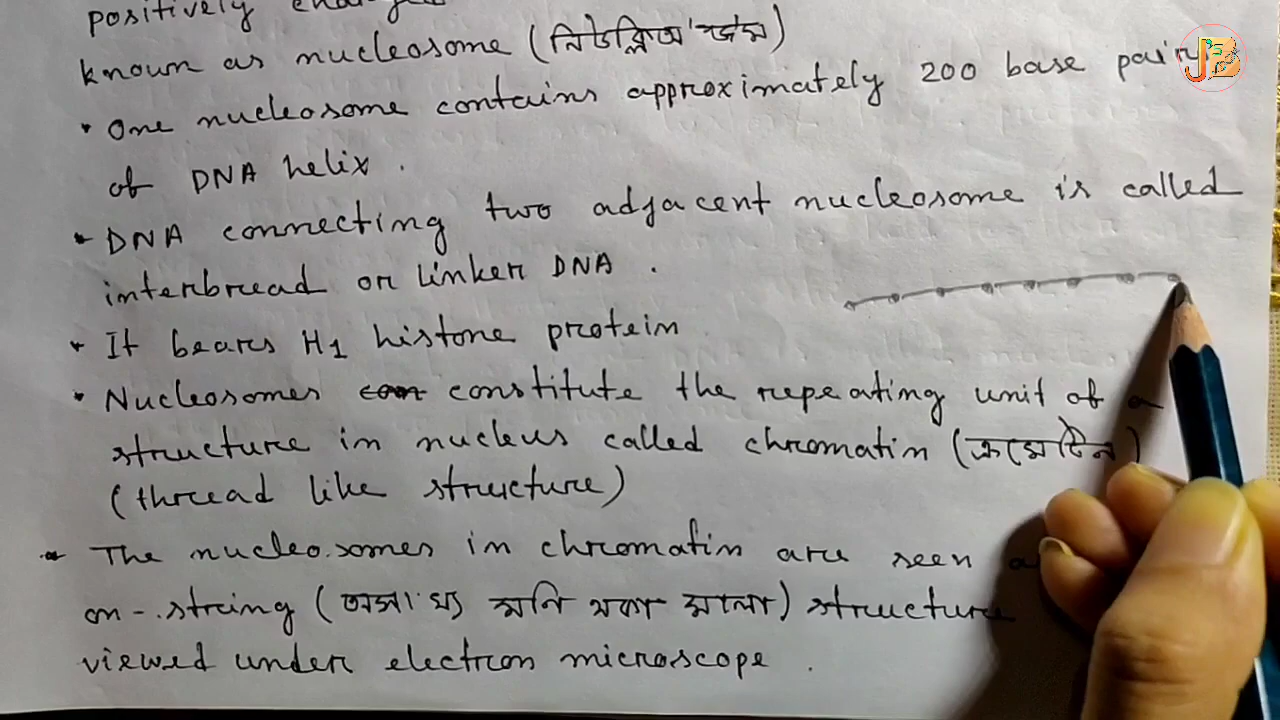 positively
known as nucleosome (
• One nucleosome contains approximately 200 base pair
of DNA helix.
• DNA connecting two adjacent nucleosome is called
interbread or linker DNA.
• It bears H1 histone protein
• Nucleosomes constitute the repeating unit of a
structure in nucleus called chromatin (ক্রমেটিন)
(thread like structure)
• The nucleosomes in chromatin are seen
on-string ( মনি থকা মালা) structure
viewed under electron microscope.